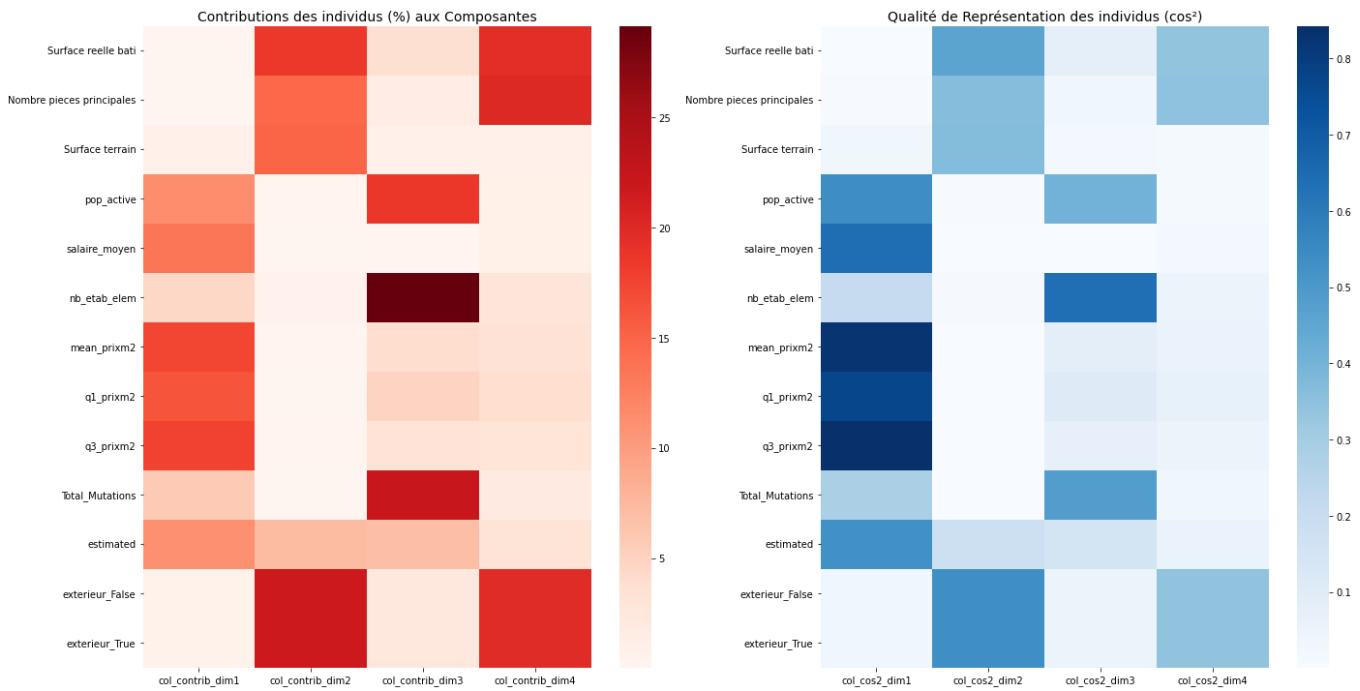 Contributions des individus (%) aux Composantes
Surface reelle bati
Nombre pieces principales
Surface terrain
pop_active
salaire_moyen
nb_etab_elem
mean_prixm2
q1_prixm2
q3_prixm2
Total_Mutations
estimated
exterieur_False
exterieur_True
col_contrib_dim1 col_contrib_dim2 col_contrib_dim3 col_contrib_dim4
25
20
15
10
5
Qualité de Représentation des individus (cos²)
Surface reelle bati
Nombre pieces principales
Surface terrain
pop_active
salaire_moyen
nb_etab_elem
mean_prixm2
q1_prixm2
q3_prixm2
Total_Mutations
estimated
exterieur_False
exterieur_True
col_cos2_dim1 col_cos2_dim2 col_cos2_dim3 col_cos2_dim4
0.8
0.7
0.6
0.5
0.4
0.3
0.2
0.1